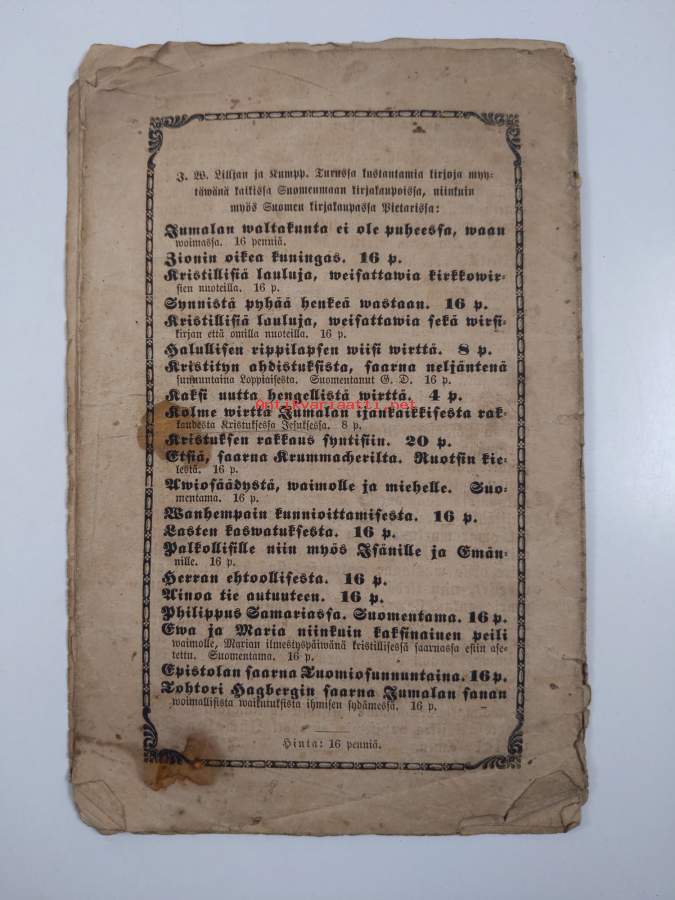 J. W. Lilljan ja Kumpp. Turussa kustantamia kirjoja myy-
täwänä kaikissa Suomenmaan kirjakaupoissa, niinkuin
myös Suomen kirjakaupassa Pietarissa:
Jumalan waltakunta ei ole puheessa, waan
woimassa. 16 penniä.
Zionin oikea kuningas. 16 p.
Kristillisiä lauluja, weisattawia kirkkowir-
sien nuoteilla. 16 p.
Synnistä pyhää henkeä wastaan. 16 p.
Kristillisiä lauluja, weisattawia sekä wirsi-
kirjan että omilla nuoteilla. 16 p.
Halullisen rippilapsen wiisi wirttä. 8 p.
Kristityn ahdistuksista, saarna neljäntenä
sunnuntaina Loppiaisesta. Suomentanut G. D. 16 p.
Kaksi uutta hengellistä wirttä. 4 p.
Antikvariaatti.net
Kolme wirttä Jumalan ijankaikkisesta rak-
kaudesta Kristuksessa Jesuksessa. 8 p.
Kristuksen rakkaus syntisiin. 20 p.
Etsiä, saarna Krummacherilta. Ruotsin kie-
lestä. 16 p.
Awiosäädystä, waimolle ja miehelle. Suo-
mentama. 16 p.
Wanhempain kunnioittamisesta. 16 p.
Lasten kaswatuksesta. 16 p.
Palkollisille niin myös Isänille ja Emän-
nille. 16 p.
Herran ehtoollisesta. 16 p.
Ainoa tie autuuteen. 16 p.
Philippus Samariassa. Suomentama. 16 p.
Ewa ja Maria niinkuin kaksinainen peili
waimolle, Marian ilmestyspäiwänä kristillisessä saarnassa esiin ase-
tettu. Suomentama. 16 p.
Epistolan saarna Tuomiosunnuntaina. 16 p.
Tohtori Hagbergin saarna Jumalan sanan
woimallisista waikutuksista ihmisen sydämessä. 16 p.
Hinta: 16 penniä.